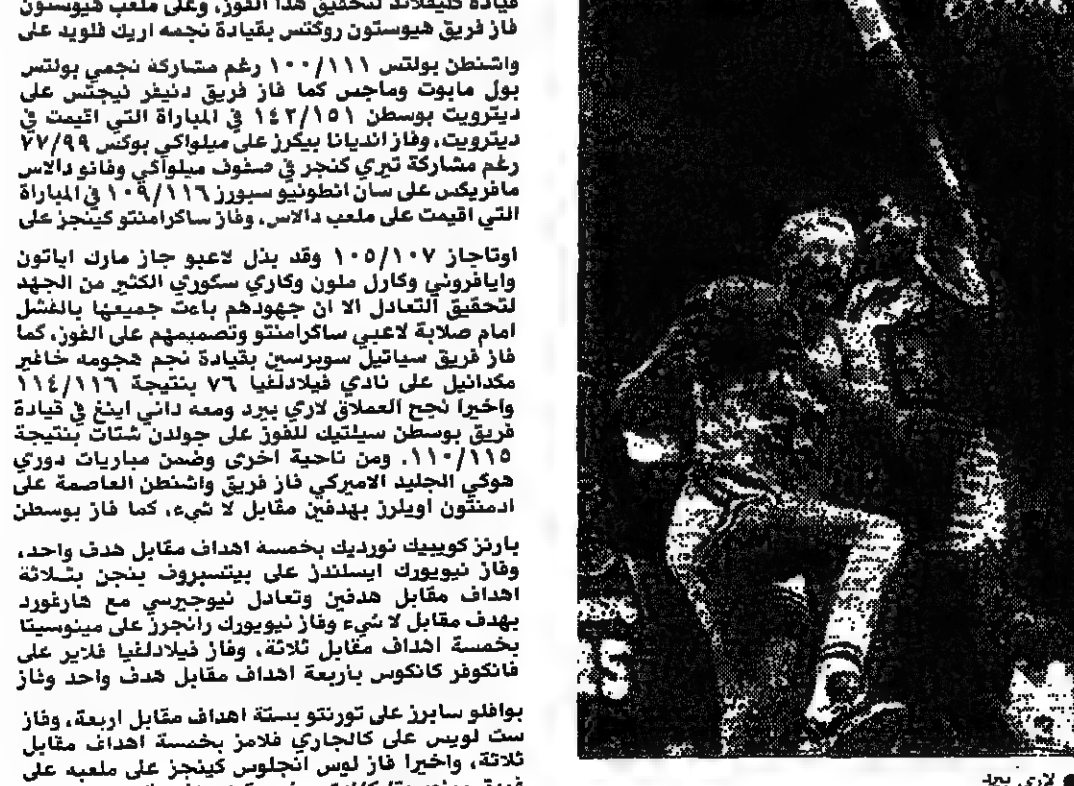 قيادة كليفلاند لتحقيق هذا الفوز، وعلى ملعب هيوستون
فاز فريق هيوستون روكتس بقيادة نجمه اريك فلويد على
واشنطن بولتس ١٠٠/١١١ رغم مشاركة نجمي بولتس
بول مابوت وماجس كما فاز فريق دنيفر نيجتس على
ديترويت بوسطن ١٤٣/١٥١ في المباراة التي اقيمت في
ديترويت، وفاز انديانا بيكرز على ميلواكي بوكس ٧٧/٩٩
رغم مشاركة تيري كنجر في صفوف ميلواكي وفانو دالاس
مافريكس على سان انطونيو سبورز ١٠٩/١١٦ في المباراة
التي اقيمت على ملعب دالاس، وفاز ساكرامنتو كينجز على
اوتاجاز ١٠٥/١٠٧ وقد بذل لاعبو جاز مارك اياتون
وايافروني وكارل ملون وكاري سكوري الكثير من الجهد
لتحقيق التعادل الا ان جهودهم باءت جميعها بالفشل
امام صلابة لاعبي ساكرامنتو وتصميمهم على الفوز، كما
فاز فريق سياتيل سوبرسين بقيادة نجم هجومه خافير
مكدانيل على نادي فيلادلفيا ٧٦ بنتيجة ١١٤/١١٦
واخيرا نجح العملاق لاري بيرد ومعه داني اينغ في قيادة
فريق بوسطن سيلتيك للفوز على جولدن شتات بنتيجة
١١٠/١١٥. ومن ناحية اخرى وضمن مباريات دوري
هوكي الجليد الاميركي فاز فريق واشنطن العاصمة على
ادمنتون اويلرز بهدفين مقابل لا شيء، كما فاز بوسطن
بارنز كويبيك نورديك بخمسة اهداف مقابل هدف واحد،
وفاز نيويورك ايسلندز على بيتسبروف ينجن بثلاثة
اهداف مقابل هدفين وتعادل نيوجيرسي مع هارغورد
بهدف مقابل لا شيء وفاز نيويورك رانجرز على مينوسيتا
بخمسة اهداف مقابل ثلاثة، وفاز فيلادلفيا فلاير على
فانكوفر كانكوس باربعة اهداف مقابل هدف واحد وفاز
بوافلو سابرز على تورنتو بستة اهداف مقابل اربعة، وفاز
ست لويس على كالجاري فلامز بخمسة اهداف مقابل
ثلاثة، واخيرا فاز لوس انجلوس كينجز على ملعبه على
لاري بيرد